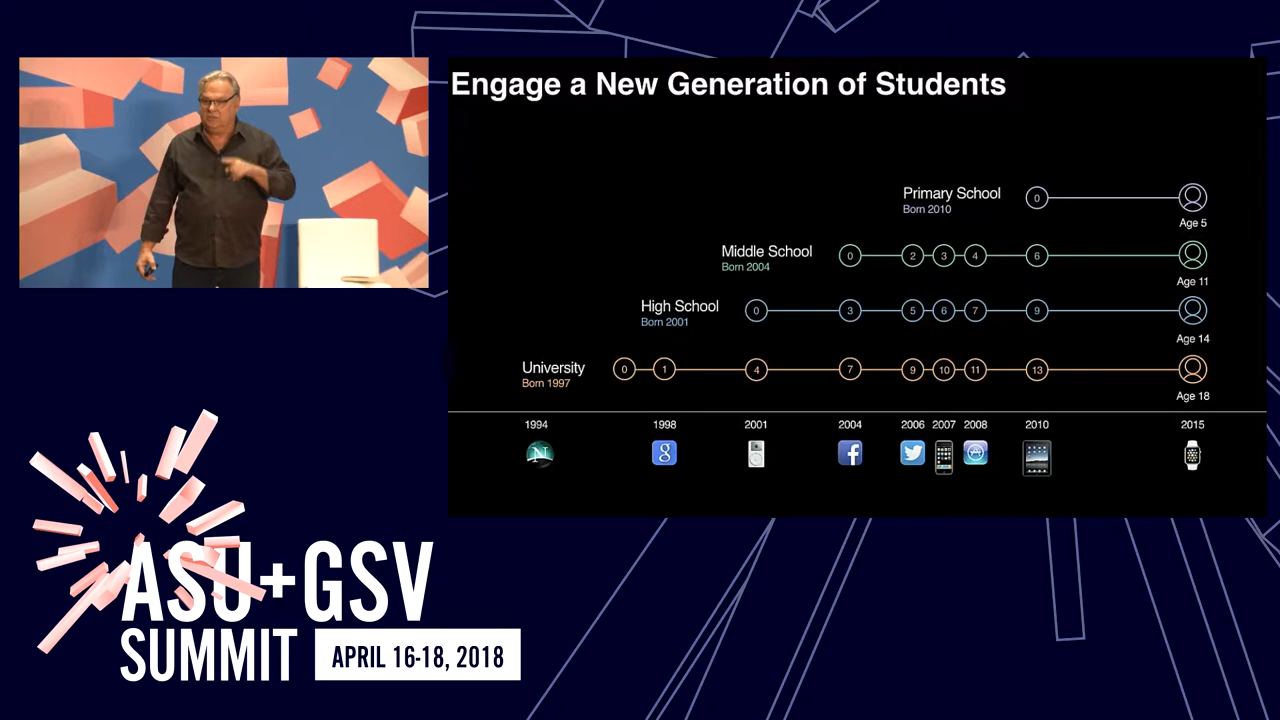 Engage a New Generation of Students
Primary School
Born 2010
0
Age 5
Middle School
Born 2004
0 2 3 4 6
Age 11
High School
Born 2001
0 3 5 6 7 9
Age 14
University
Born 1997
0 1 4 7 9 10 11 13
Age 18
1994 1998 2001 2004 2006 2007 2008 2010 2015
N g f
ASU+GSV
SUMMIT
APRIL 16-18, 2018